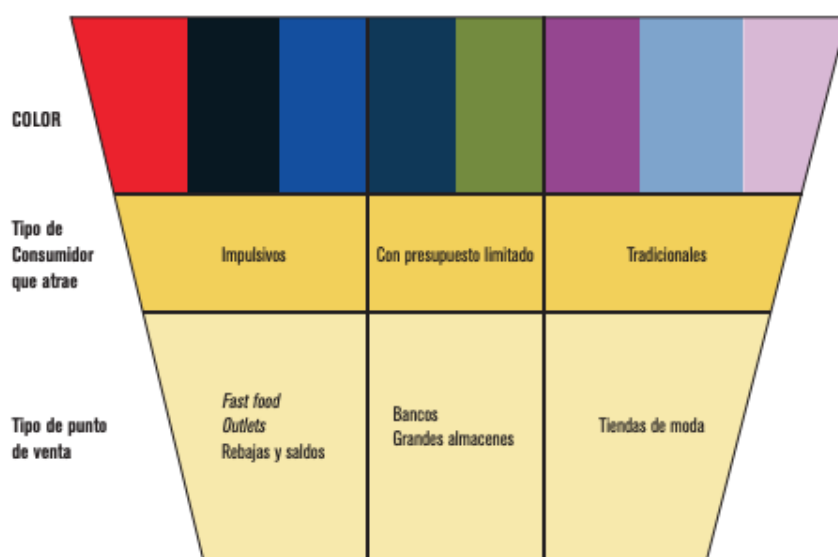 COLOR
Tipo de
Consumidor
que atrae
Impulsivos
Con presupuesto limitado
Tradicionales
Tipo de punto
de venta
Fast food
Outlets
Rebajas y saldos
Bancos
Grandes almacenes
Tiendas de moda